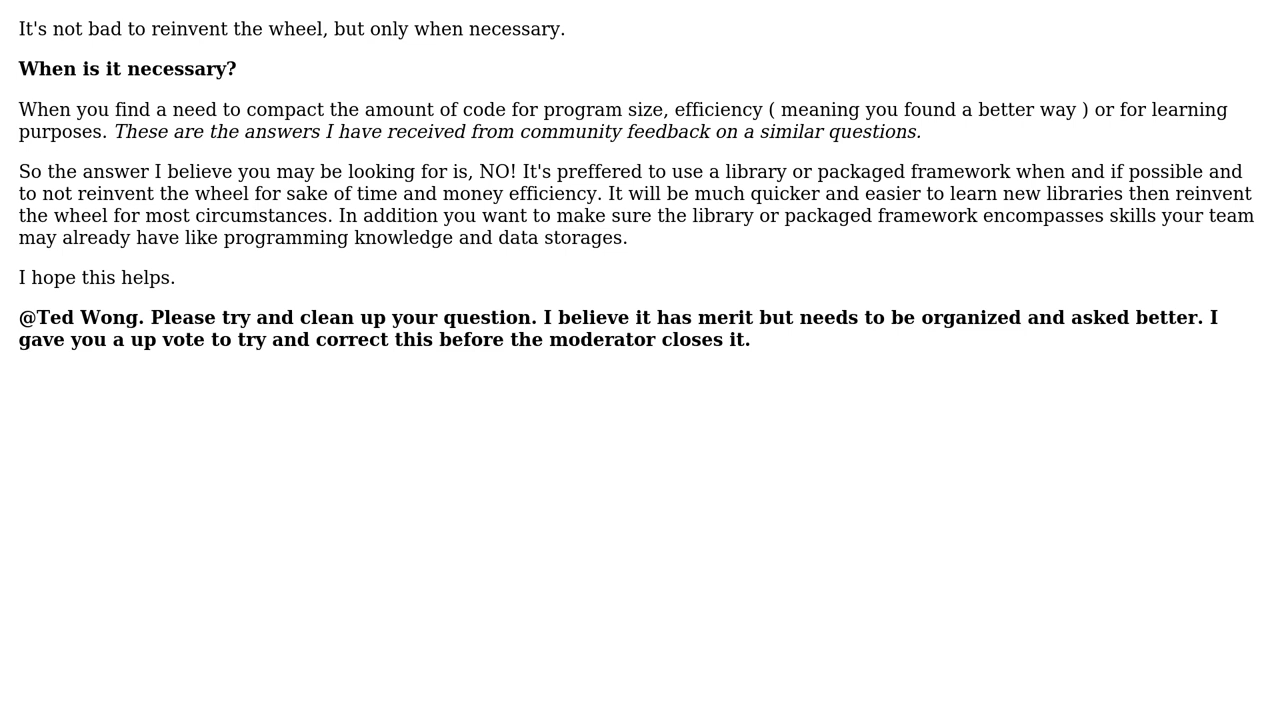 It's not bad to reinvent the wheel, but only when necessary.
When is it necessary?
When you find a need to compact the amount of code for program size, efficiency ( meaning you found a better way ) or for learning
purposes. These are the answers I have received from community feedback on a similar questions.
So the answer I believe you may be looking for is, NO! It's preffered to use a library or packaged framework when and if possible and
to not reinvent the wheel for sake of time and money efficiency. It will be much quicker and easier to learn new libraries then reinvent
the wheel for most circumstances. In addition you want to make sure the library or packaged framework encompasses skills your team
may already have like programming knowledge and data storages.
I hope this helps.
@Ted Wong. Please try and clean up your question. I believe it has merit but needs to be organized and asked better. I
gave you a up vote to try and correct this before the moderator closes it.